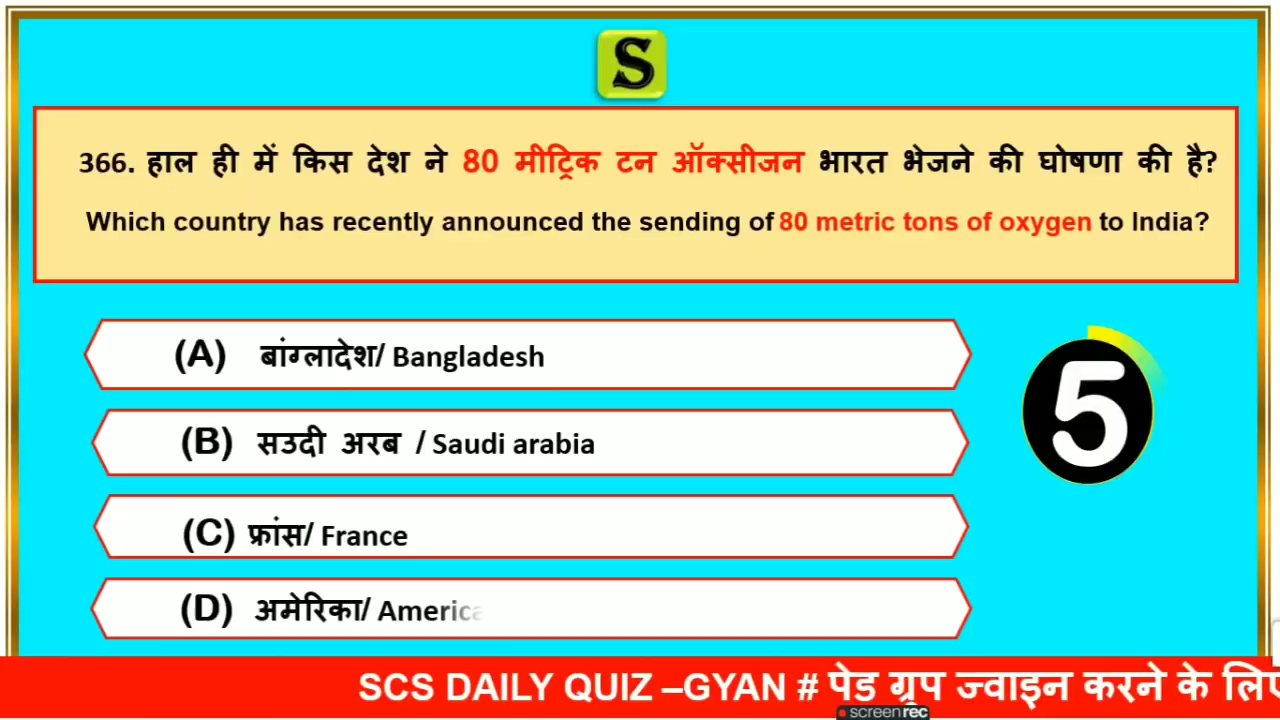 S
366. हाल ही में किस देश ने 80 मीट्रिक टन ऑक्सीजन भारत भेजने की घोषणा की है?
Which country has recently announced the sending of 80 metric tons of oxygen to India?
(A) बांग्लादेश/ Bangladesh
5
(B) सउदी अरब / Saudi arabia
(C) फ्रांस/ France
(D) अमेरिका/ America
SCS DAILY QUIZ –GYAN # पेड ग्रुप ज्वाइन करने के लिए
screenrec